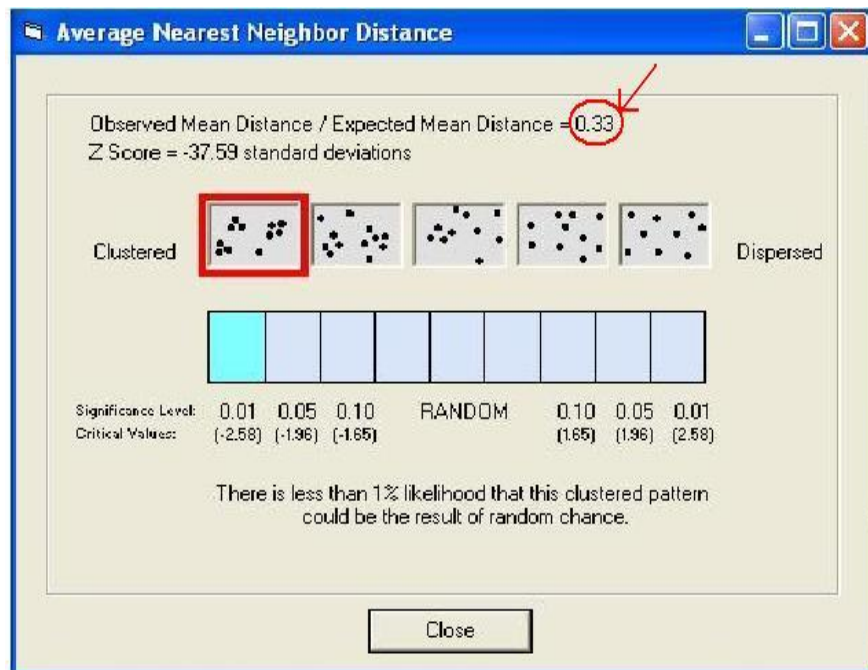 Average Nearest Neighbor Distance
Observed Mean Distance / Expected Mean Distance = 0.33
Z Score = -37.59 standard deviations
Clustered
Dispersed
Significance Level: 0.01 0.05 0.10 RANDOM 0.10 0.05 0.01
Critical Values: (-2.58) (-1.96) (-1.65) (1.65) (1.96) (2.58)
There is less than 1% likelihood that this clustered pattern
could be the result of random chance.
Close